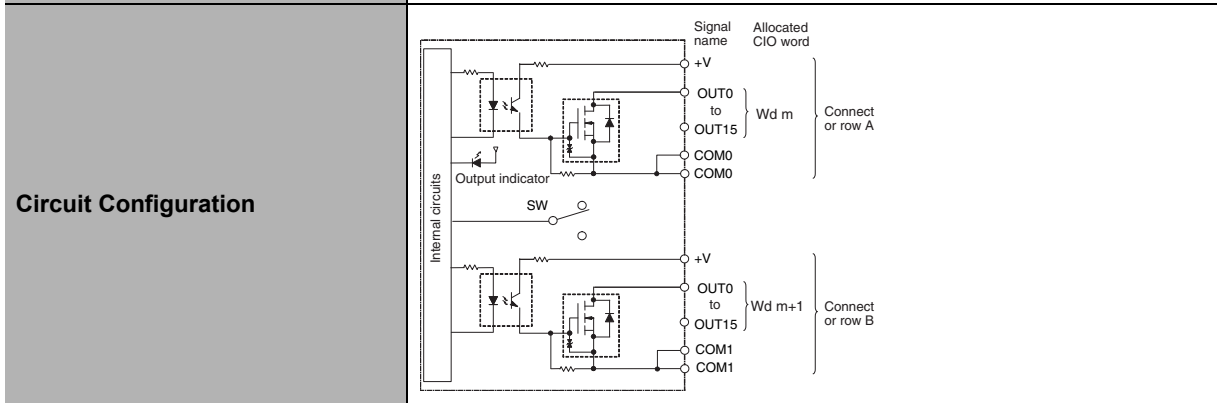 Circuit Configuration
Signal name
Allocated CIO word
+V
OUT0
to
OUT15
Wd m
Connect
or row A
COM0
COM0
Output indicator
Internal circuits
SW
+V
OUT0
to
OUT15
Wd m+1
Connect
or row B
COM1
COM1